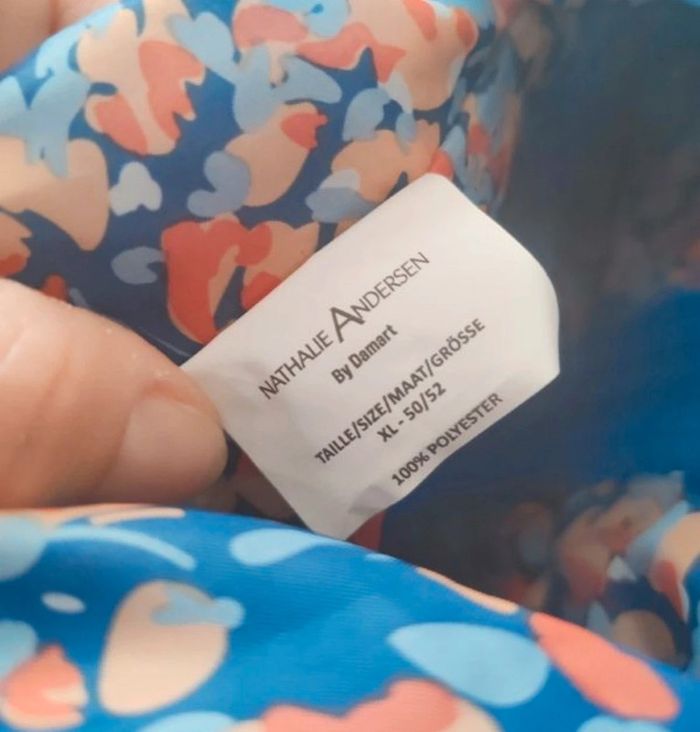 NATHALIE ANDERSEN
By Damart
TAILLE/SIZE/MAAT/GRÖSSE
XL - 50/52
100% POLYESTER